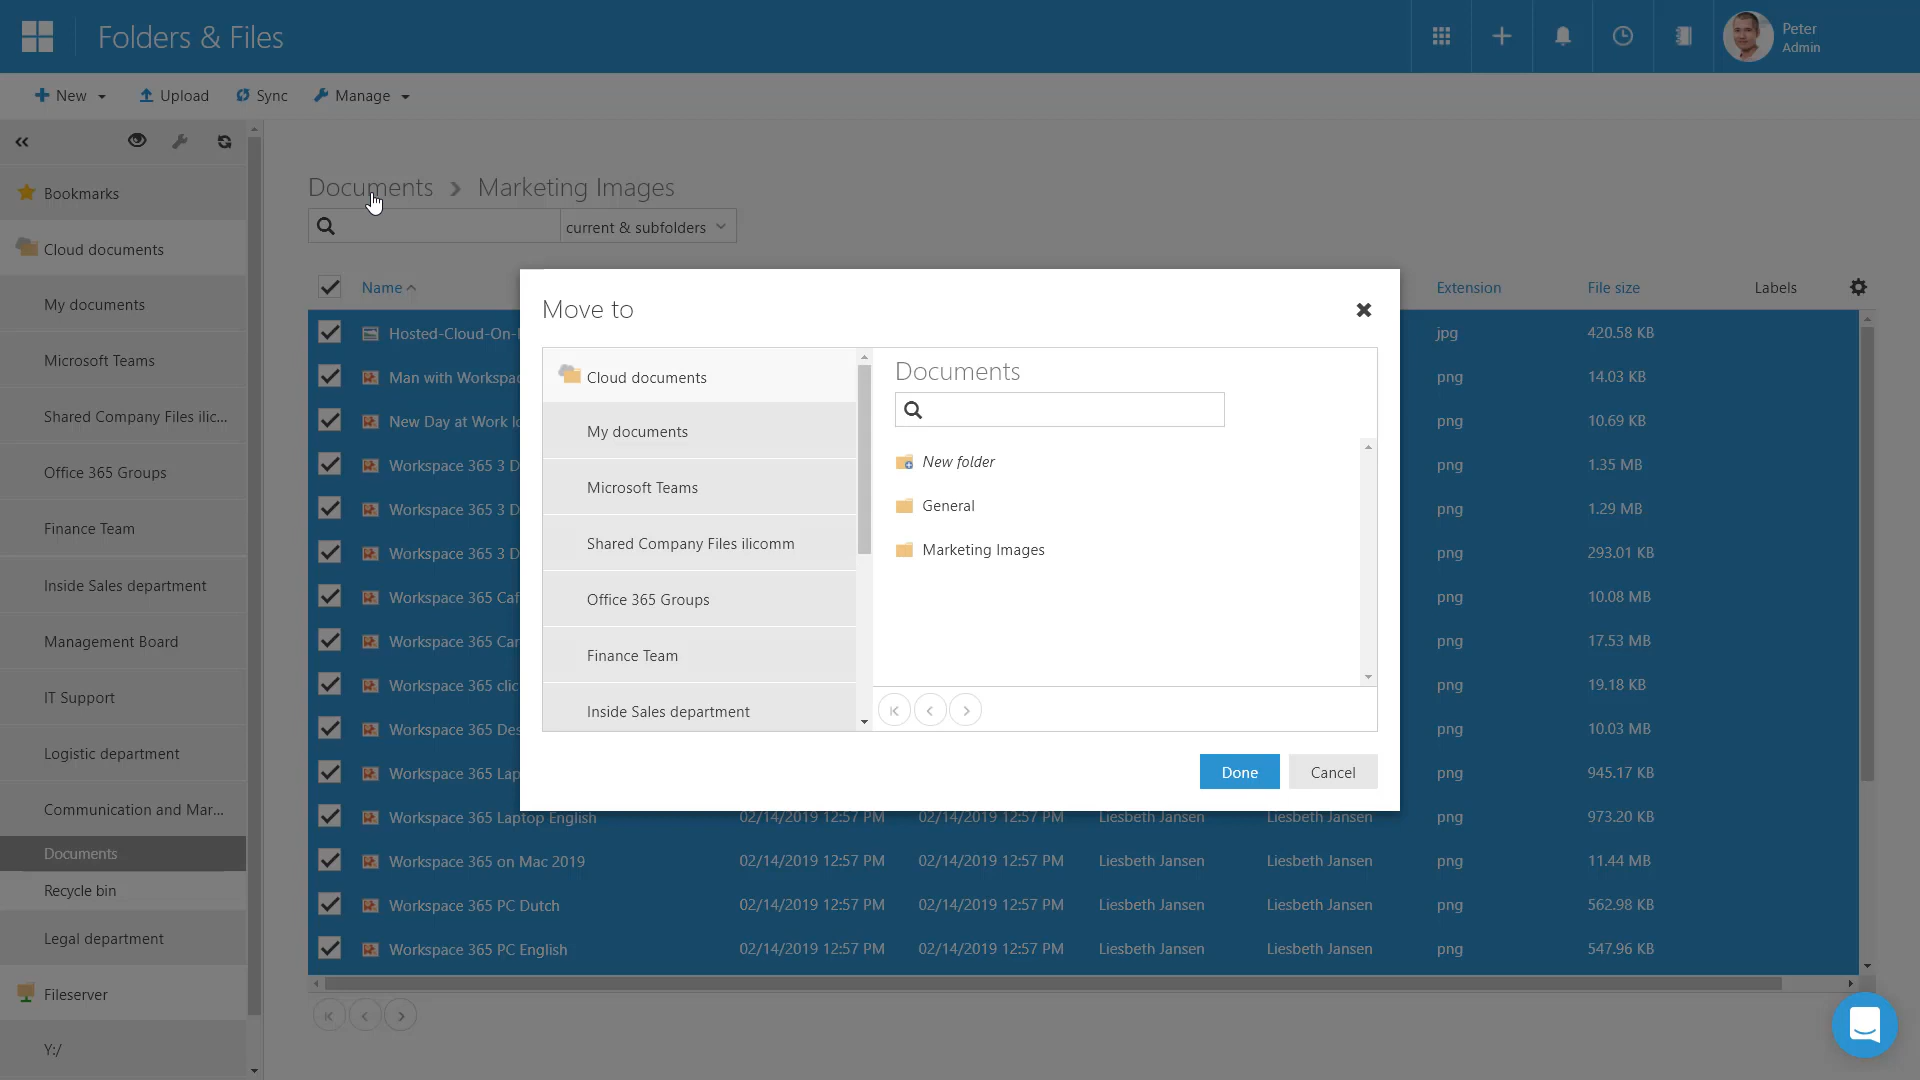 Folders & Files
Peter
Admin
New
Upload
Sync
Manage
Bookmarks
Cloud documents
My documents
Microsoft Teams
Shared Company Files ilic...
Office 365 Groups
Finance Team
Inside Sales department
Management Board
IT Support
Logistic department
Communication and Mar...
Documents
Recycle bin
Legal department
Fileserver
Y:/
Documents > Marketing Images
current & subfolders
Name Extension File size Labels
Hosted-Cloud-On- jpg 420.58 KB
Man with Workspac png 14.03 KB
New Day at Work png 10.69 KB
Workspace 365 3 D png 1.35 MB
Workspace 365 3 D png 1.29 MB
Workspace 365 3 D png 293.01 KB
Workspace 365 Caf png 10.08 MB
Workspace 365 Car png 17.53 MB
Workspace 365 clic png 19.18 KB
Workspace 365 Des png 10.03 MB
Workspace 365 Lap png 945.17 KB
Workspace 365 Laptop English 02/14/2019 12:57 PM 02/14/2019 12:57 PM Liesbeth Jansen Liesbeth Jansen png 973.20 KB
Workspace 365 on Mac 2019 02/14/2019 12:57 PM 02/14/2019 12:57 PM Liesbeth Jansen Liesbeth Jansen png 11.44 MB
Workspace 365 PC Dutch 02/14/2019 12:57 PM 02/14/2019 12:57 PM Liesbeth Jansen Liesbeth Jansen png 562.98 KB
Workspace 365 PC English 02/14/2019 12:57 PM 02/14/2019 12:57 PM Liesbeth Jansen Liesbeth Jansen png 547.96 KB
Move to
Cloud documents
My documents
Microsoft Teams
Shared Company Files ilicomm
Office 365 Groups
Finance Team
Inside Sales department
Documents
New folder
General
Marketing Images
Done
Cancel